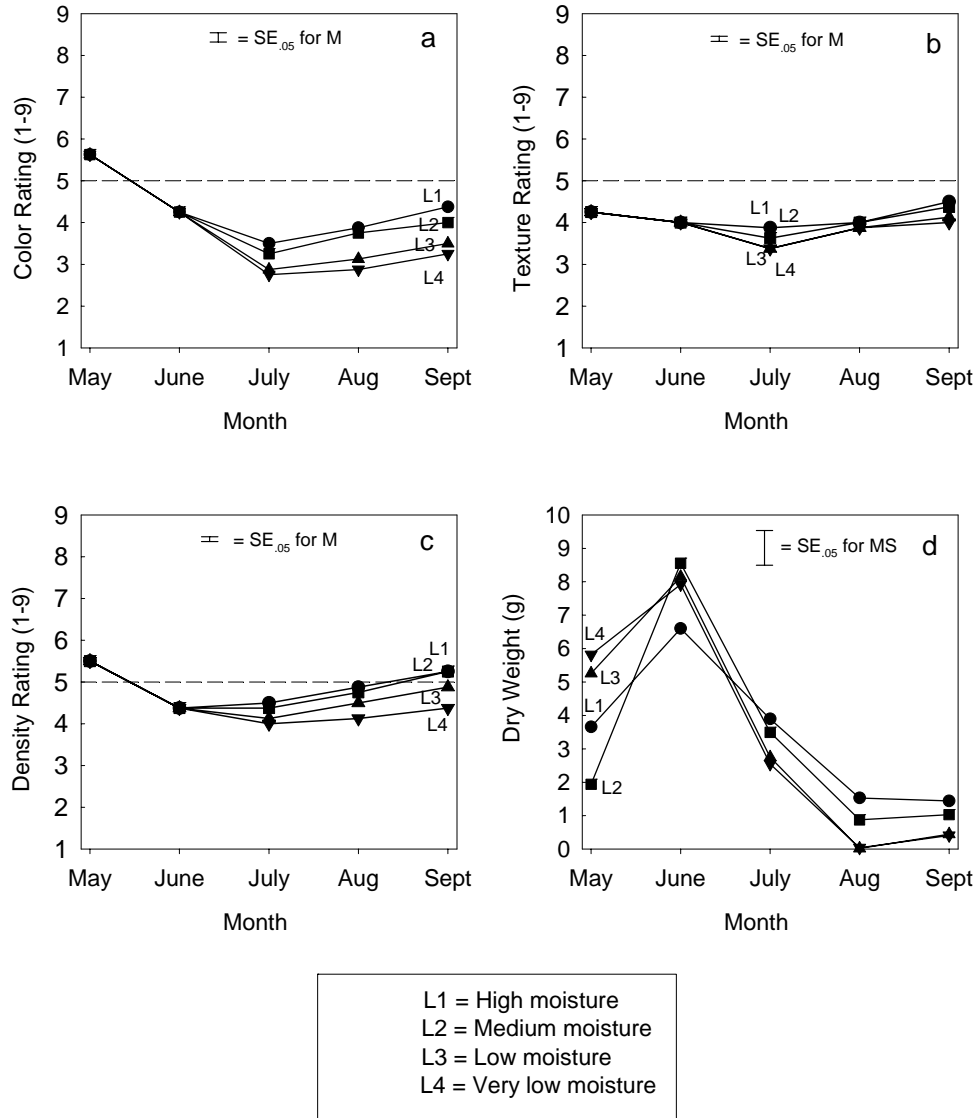 a
= SE.05 for M
Color Rating (1-9)
9
8
7
6
5
4
3
2
1
L1
L2
L3
L4
May June July Aug Sept
Month
b
= SE.05 for M
Texture Rating (1-9)
9
8
7
6
5
4
3
2
1
L1
L2
L3
L4
May June July Aug Sept
Month
c
= SE.05 for M
Density Rating (1-9)
9
8
7
6
5
4
3
2
1
L1
L2
L3
L4
May June July Aug Sept
Month
d
= SE.05 for MS
Dry Weight (g)
10
9
8
7
6
5
4
3
2
1
0
L4
L3
L1
L2
May June July Aug Sept
Month
L1 = High moisture
L2 = Medium moisture
L3 = Low moisture
L4 = Very low moisture